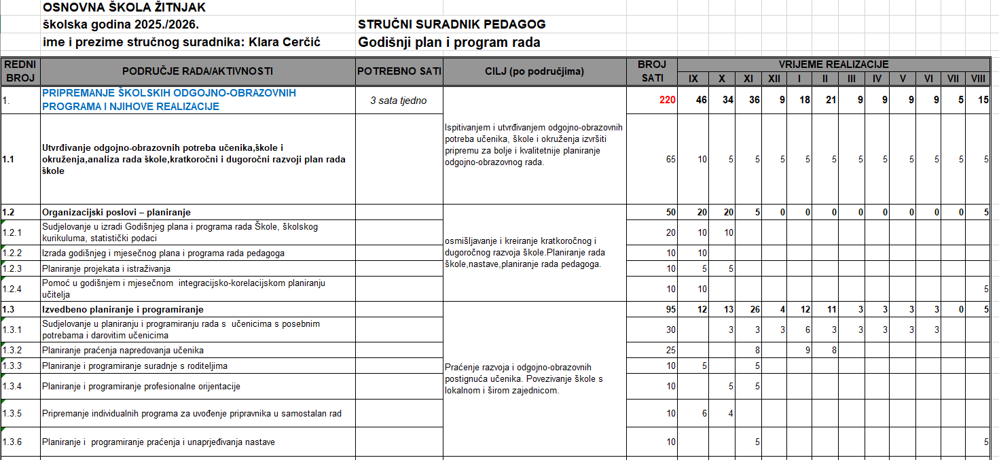 OSNOVNA ŠKOLA ŽITNJAK
školska godina 2025./2026. STRUČNI SURADNIK PEDAGOG
ime i prezime stručnog suradnika: Klara Cerčić Godišnji plan i program rada
REDNI BROJ PODRUČJE RADA/AKTIVNOSTI POTREBNO SATI CILJ (po područjima) BROJ SATI VRIJEME REALIZACIJE
IX X XI XII I II III IV V VI VII VIII
1. PRIPREMANJE ŠKOLSKIH ODGOJNO-OBRAZOVNIH
PROGRAMA I NJIHOVE REALIZACIJE 3 sata tjedno 220 46 34 36 9 18 21 9 9 9 9 5 15
1.1 Utvrđivanje odgojno-obrazovnih potreba učenika,škole i
okruženja,analiza rada škole,kratkoročni i dugoročni razvoji plan rada
škole
Ispitivanjem i utvrđivanjem odgojno-obrazovnih
potreba učenika, škole i okruženja izvršiti
pripremu za bolje i kvalitetnije planiranje
odgojno-obrazovnog rada.
65 10 5 5 5 5 5 5 5 5 5 5 5
1.2 Organizacijski poslovi – planiranje 50 20 20 5 0 0 0 0 0 0 0 0 5
1.2.1 Sudjelovanje u izradi Godišnjeg plana i programa rada Škole, školskog
kurikuluma, statistički podaci 20 10 10
osmišljavanje i kreiranje kratkoročnog i
dugoročnog razvoja škole.Planiranje rada
škole,nastave,planiranje rada pedagoga.
1.2.2 Izrada godišnjeg i mjesečnog plana i programa rada pedagoga 10 10
1.2.3 Planiranje projekata i istraživanja 10 5 5
1.2.4 Pomoć u godišnjem i mjesečnom  integracijsko-korelacijskom planiranju
učitelja 10 10 5
1.3 Izvedbeno planiranje i programiranje 95 12 13 26 4 12 11 3 3 3 3 0 5
1.3.1 Sudjelovanje u planiranju i programiranju rada s  učenicima s posebnim
potrebama i darovitim učenicima 30 3 3 3 6 3 3 3 3 3
1.3.2 Planiranje praćenja napredovanja učenika 25 8 9 8
1.3.3 Planiranje i programiranje suradnje s roditeljima 10 5 5
Praćenje razvoja i odgojno-obrazovnih
postignuća učenika. Povezivanje škole s
lokalnom i širom zajednicom.
1.3.4 Planiranje i programiranje profesionalne orijentacije 10 5 5
1.3.5 Pripremanje individualnih programa za uvođenje pripravnika u samostalan rad 10 6 4
1.3.6 Planiranje i  programiranje praćenja i unaprjeđivanja nastave 10 5 5